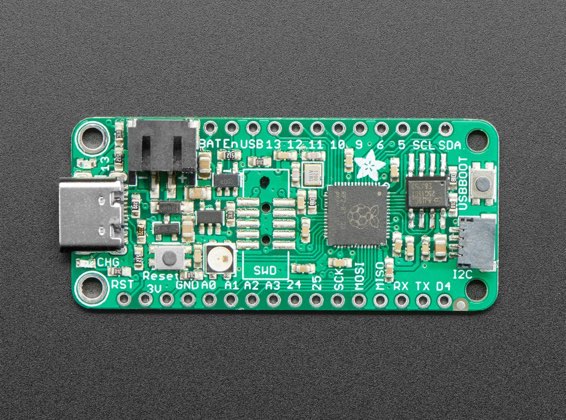 BAT En USB 13 12 11 10 9 6 5 SCL SDA
13
USBBOOT
CHG
I2C
Reset
SWD
RST 3V GND A0 A1 A2 A3 24 25 SCK MOSI MISO RX TX D4